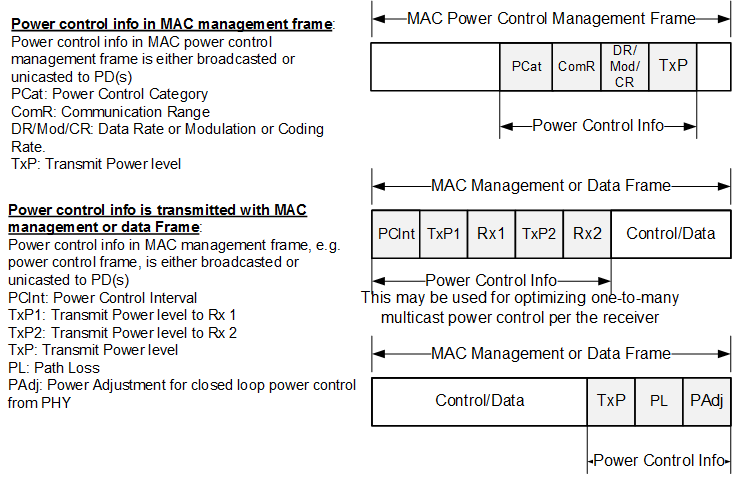 Power control info in MAC management frame:
Power control info in MAC power control
management frame is either broadcasted or
unicasted to PD(s)
PCat: Power Control Category
ComR: Communication Range
DR/Mod/CR: Data Rate or Modulation or Coding
Rate.
TxP: Transmit Power level
MAC Power Control Management Frame
PCat
ComR
DR/
Mod/
CR
TxP
Power Control Info
Power control info is transmitted with MAC
management or data Frame:
Power control info in MAC management frame, e.g.
power control frame, is either broadcasted or
unicasted to PD(s)
PCInt: Power Control Interval
TxP1: Transmit Power level to Rx 1
TxP2: Transmit Power level to Rx 2
TxP: Transmit Power level
PL: Path Loss
PAdj: Power Adjustment for closed loop power control
from PHY
MAC Management or Data Frame
PCInt
TxP1
Rx1
TxP2
Rx2
Control/Data
Power Control Info
This may be used for optimizing one-to-many
multicast power control per the receiver
MAC Management or Data Frame
Control/Data
TxP
PL
PAdj
Power Control Info